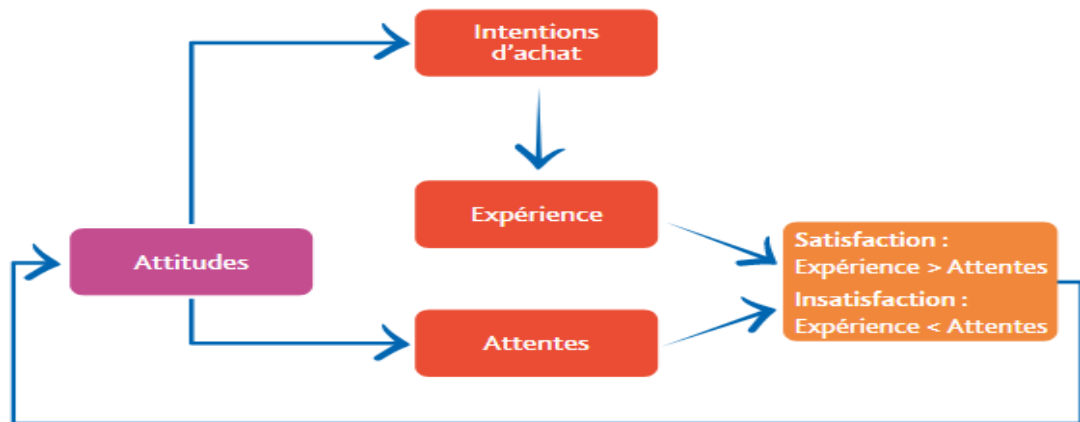 Intentions
d'achat
Expérience
Attitudes
Satisfaction :
Expérience > Attentes
Insatisfaction :
Expérience < Attentes
Attentes